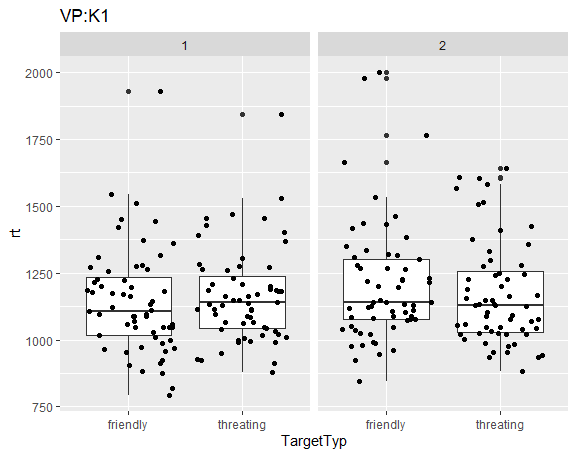 VP:K1
1
2
2000
1750
1500
1250
1000
750
rt
friendly
threating
friendly
threating
TargetTyp